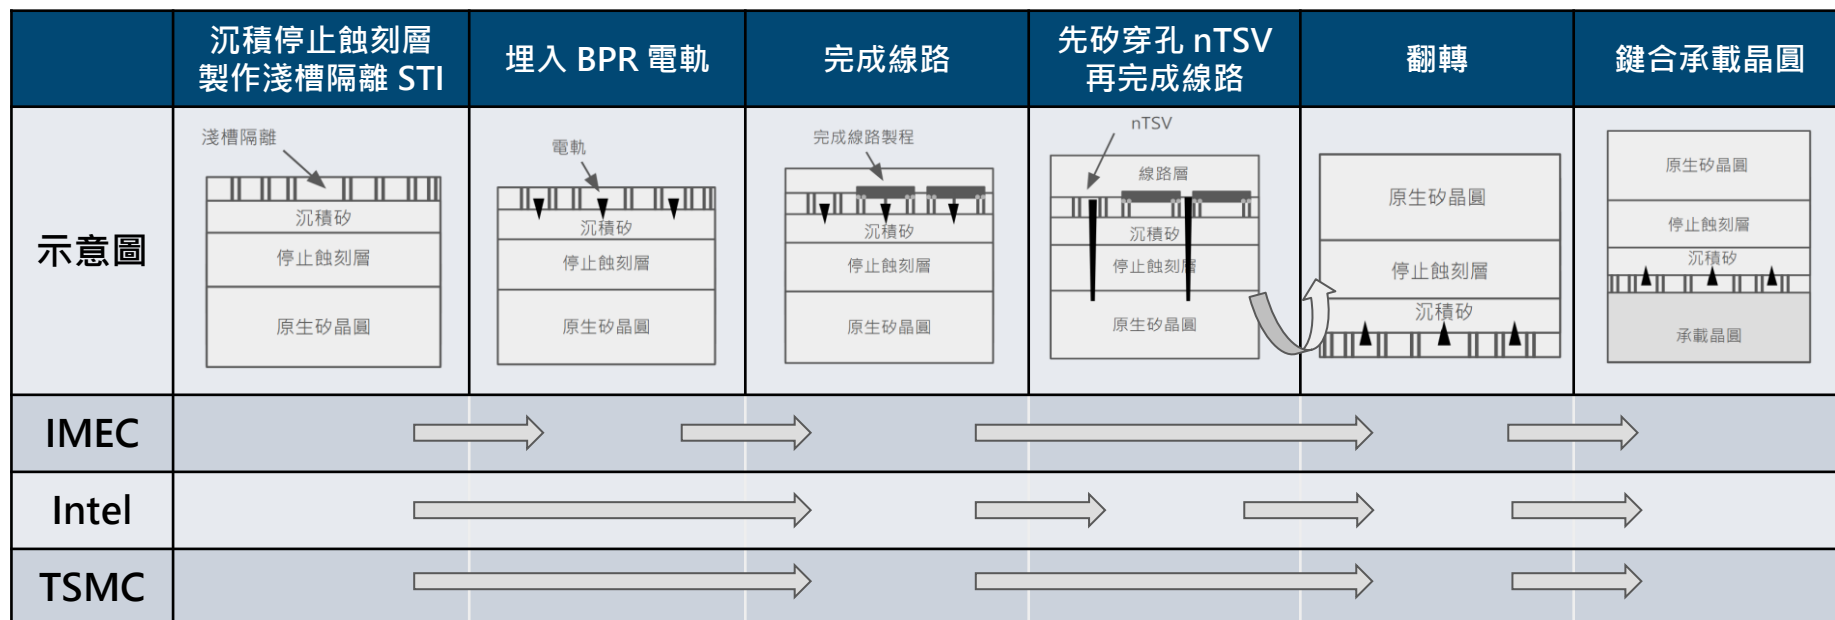 沉積停止蝕刻層
製作淺槽隔離 STI
埋入 BPR 電軌
完成線路
先矽穿孔 nTSV
再完成線路
翻轉
鍵合承載晶圓
示意圖
淺槽隔離
沉積矽
停止蝕刻層
原生矽晶圓
電軌
沉積矽
停止蝕刻層
原生矽晶圓
完成線路製程
沉積矽
停止蝕刻層
原生矽晶圓
nTSV
線路層
沉積矽
停止蝕刻層
原生矽晶圓
原生矽晶圓
停止蝕刻層
沉積矽
原生矽晶圓
停止蝕刻層
沉積矽
承載晶圓
IMEC
Intel
TSMC